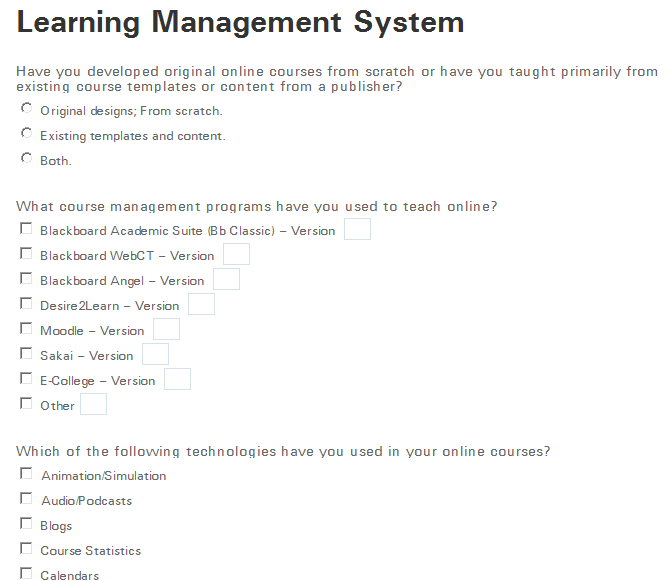 Learning Management System
Have you developed original online courses from scratch or have you taught primarily from
existing course templates or content from a publisher?
Original designs; From scratch.
Existing templates and content.
Both.
What course management programs have you used to teach online?
Blackboard Academic Suite (Bb Classic) – Version
Blackboard WebCT – Version
Blackboard Angel – Version
Desire2Learn – Version
Moodle – Version
Sakai – Version
E-College – Version
Other
Which of the following technologies have you used in your online courses?
Animation/Simulation
Audio/Podcasts
Blogs
Course Statistics
Calendars